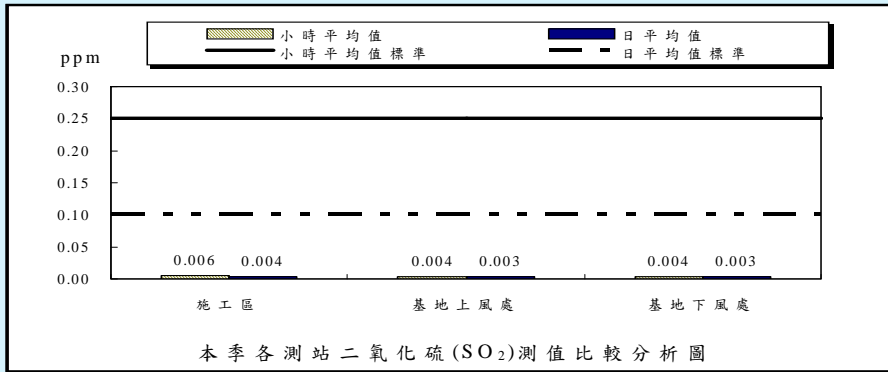 小時平均值 日平均值
小時平均值標準 日平均值標準
ppm
0.30
0.25
0.20
0.15
0.10
0.05
0.00
0.006 0.004 0.004 0.003 0.004 0.003
施工區 基地上風處 基地下風處
本季各測站二氧化硫(SO₂)測值比較分析圖